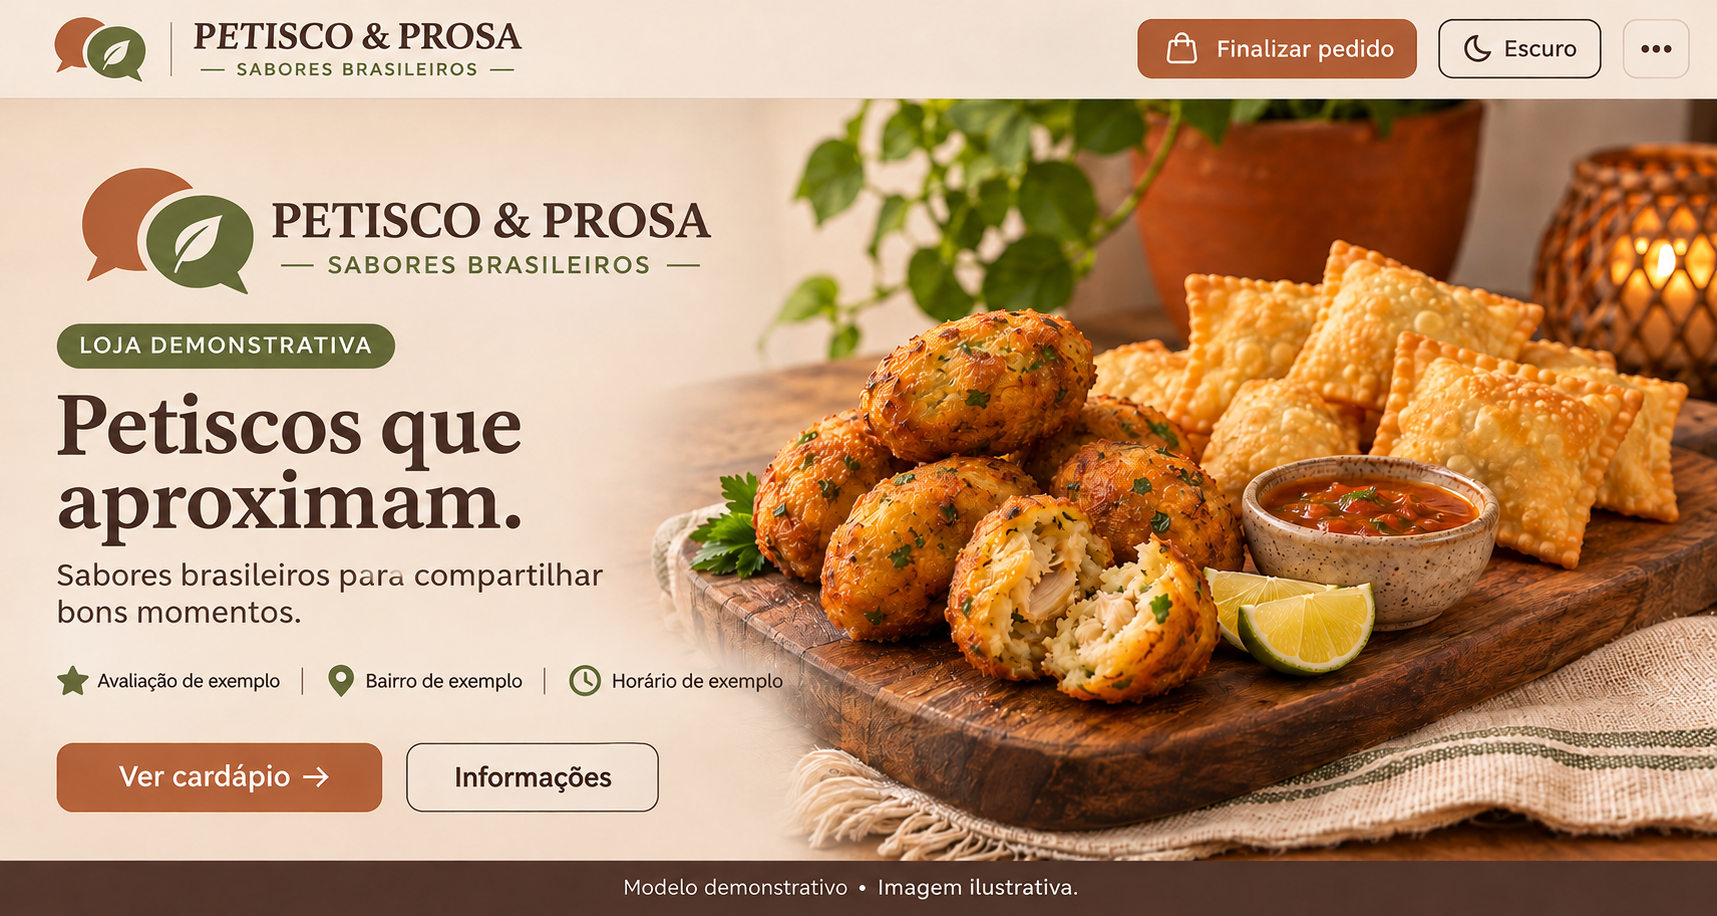 PETISCO & PROSA
SABORES BRASILEIROS
Finalizar pedido
Escuro
PETISCO & PROSA
SABORES BRASILEIROS
LOJA DEMONSTRATIVA
Petiscos que
aproximam.
Sabores brasileiros para compartilhar
bons momentos.
Avaliação de exemplo
Bairro de exemplo
Horário de exemplo
Ver cardápio →
Informações
Modelo demonstrativo • Imagem ilustrativa.